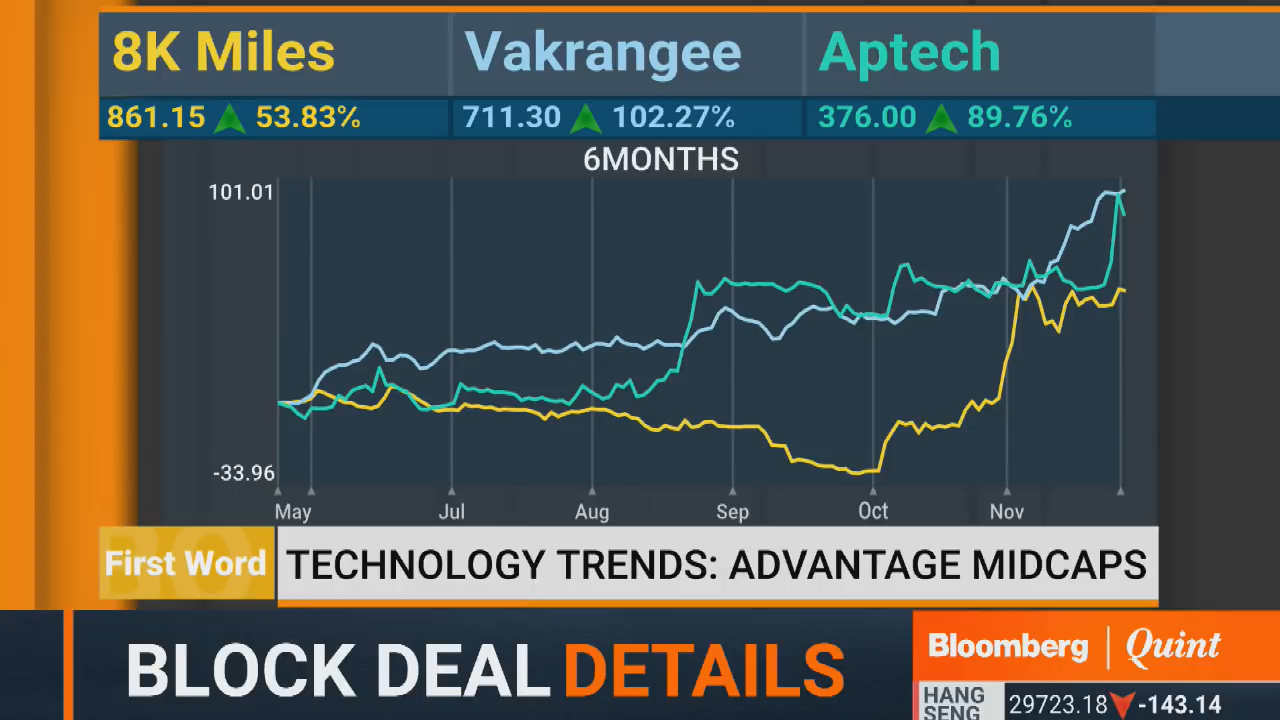 8K Miles Vakrangee Aptech
861.15 53.83% 711.30 102.27% 376.00 89.76%
6MONTHS
101.01
-33.96
May Jul Aug Sep Oct Nov
First Word TECHNOLOGY TRENDS: ADVANTAGE MIDCAPS
BLOCK DEAL DETAILS
Bloomberg | Quint
HANG SENG 29723.18 -143.14